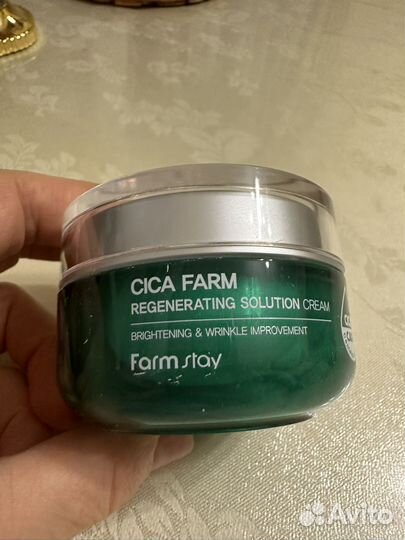 CICA FARM
REGENERATING SOLUTION CREAM
BRIGHTENING & WRINKLE IMPROVEMENT
Farm stay
Avito